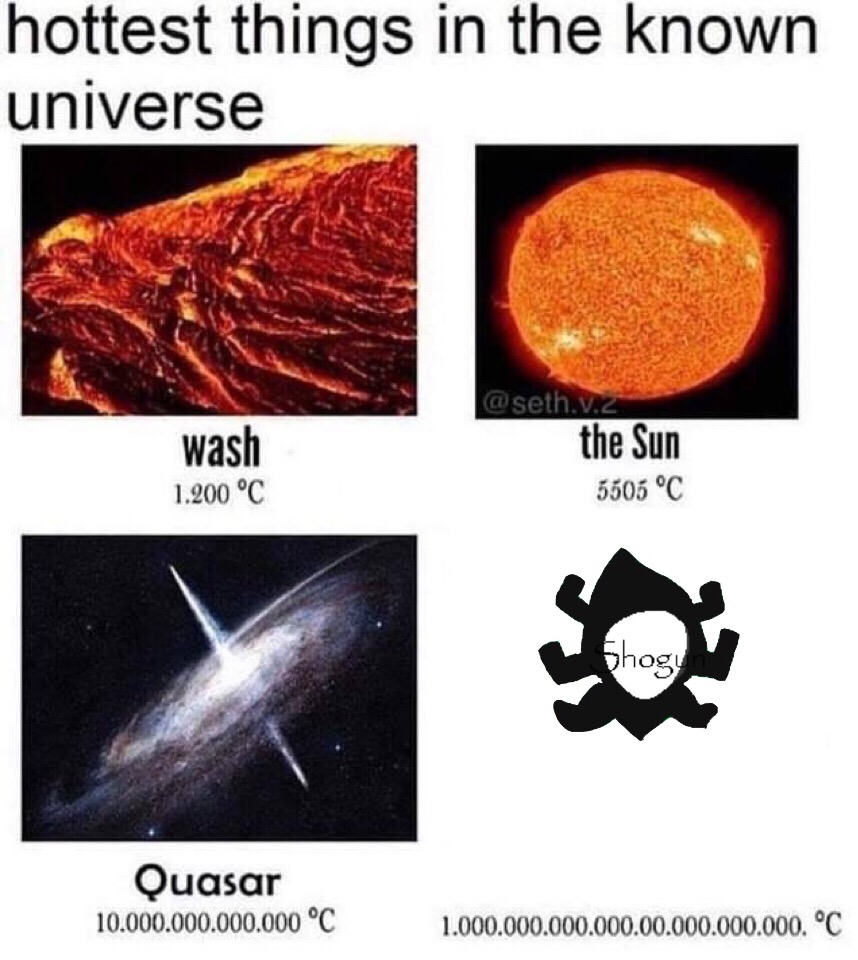 hottest things in the known
universe
@seth.v.2
wash
1.200 °C
the Sun
5505 °C
Shogun
Quasar
10.000.000.000.000 °C
1.000.000.000.000.00.000.000.000. °C